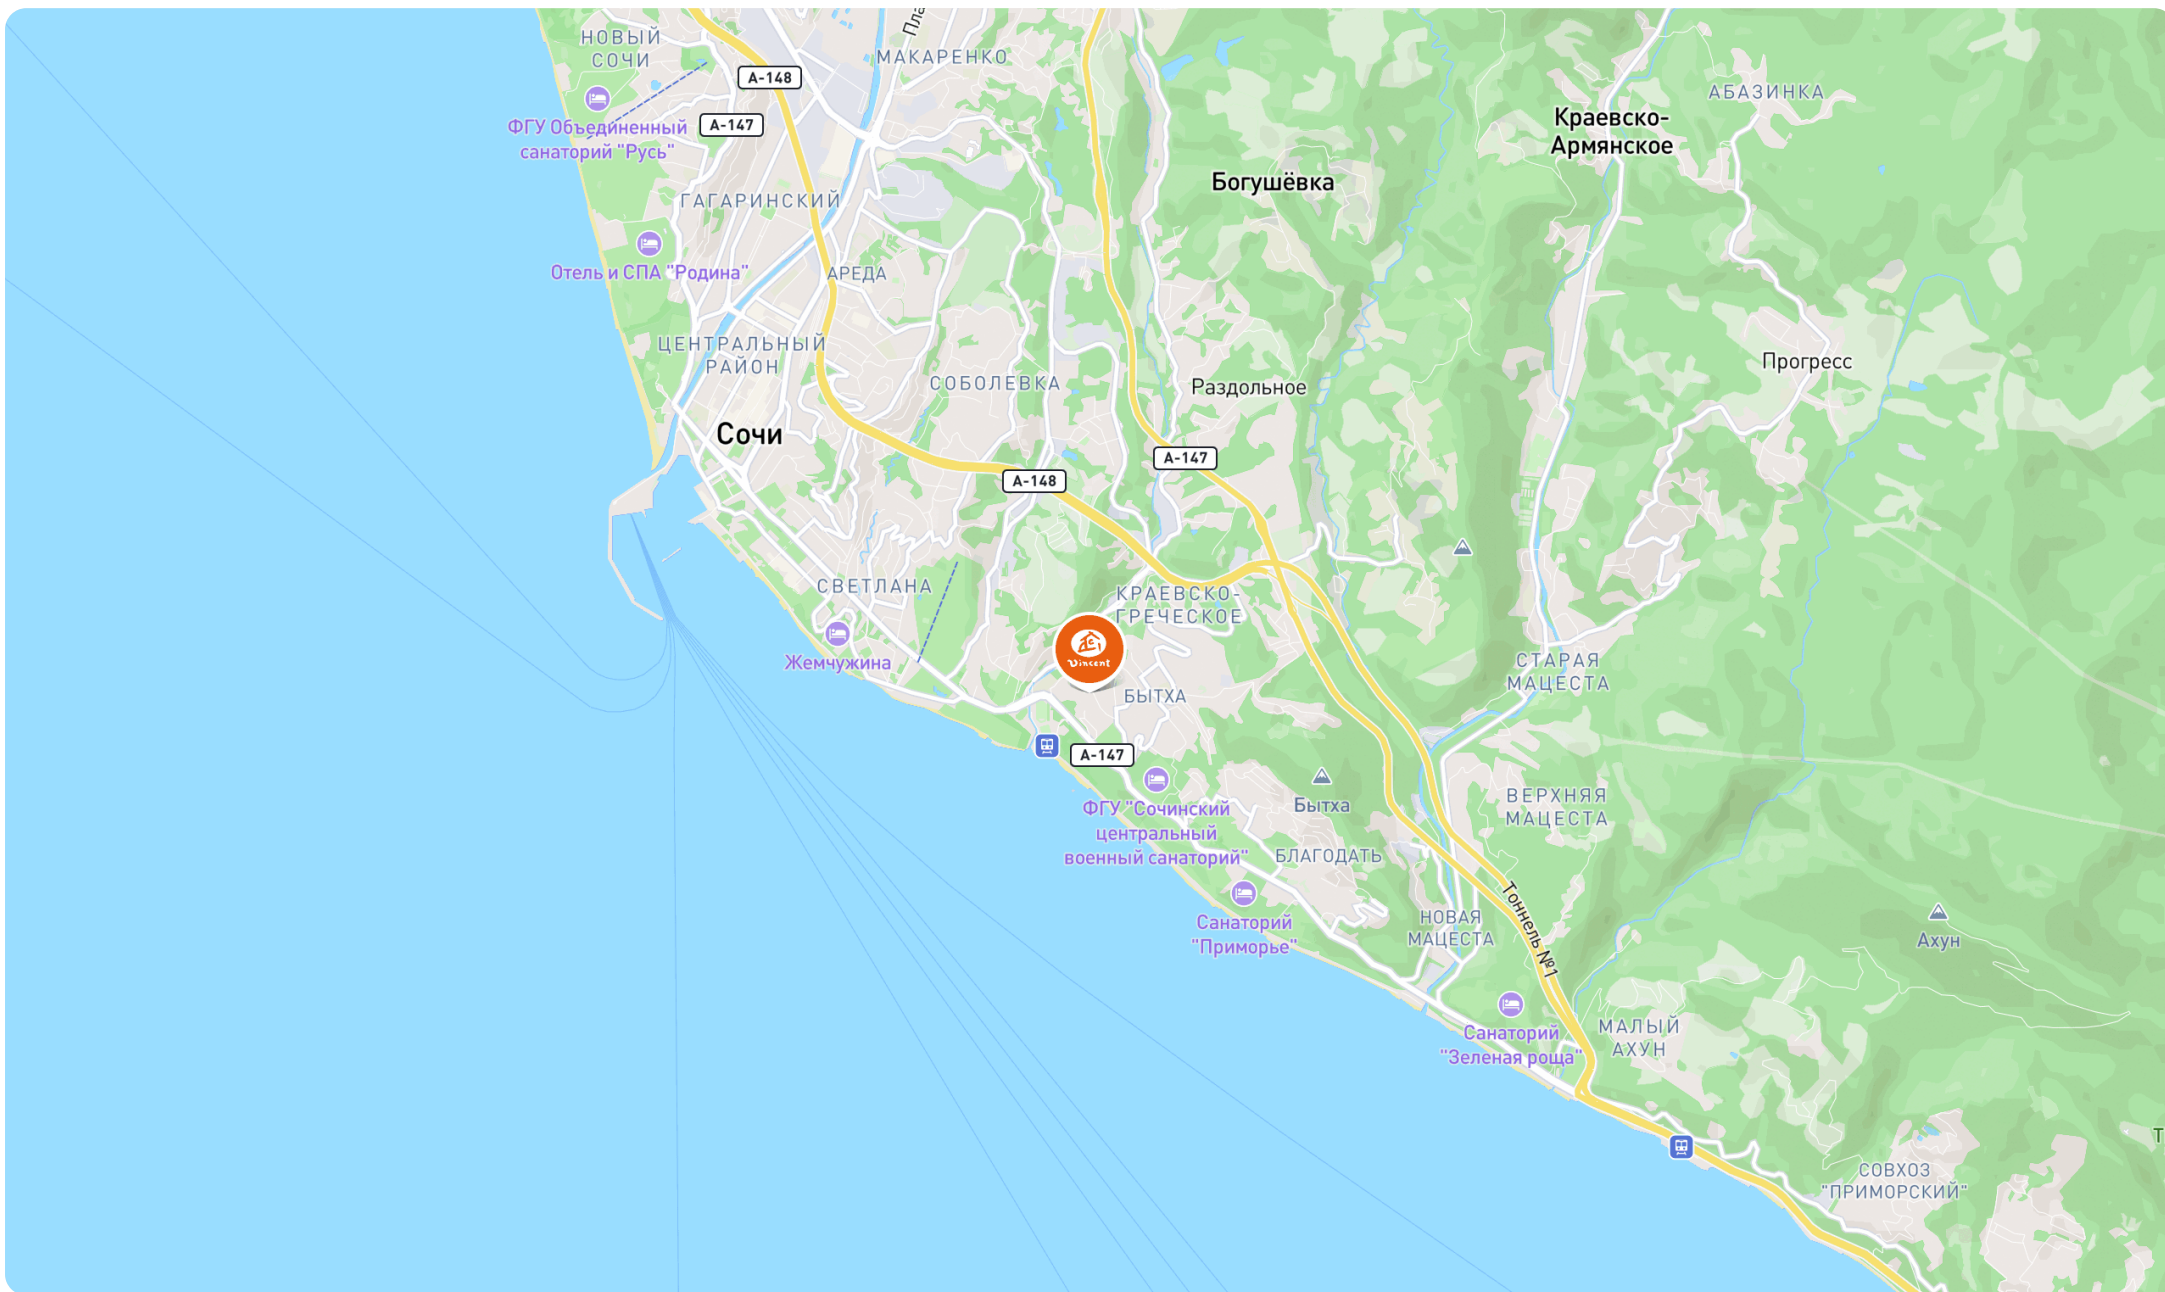 НОВЫЙ
СОЧИ
МАКАРЕНКО
А-148
А-147
ФГУ Объединенный
санаторий "Русь"
АБАЗИНКА
Краевско-
Армянское
Богушёвка
ГАГАРИНСКИЙ
Отель и СПА "Родина"
АРЕДА
ЦЕНТРАЛЬНЫЙ
РАЙОН
СОБОЛЕВКА
Раздольное
Прогресс
Сочи
А-147
А-148
СВЕТЛАНА
КРАЕВСКО-
ГРЕЧЕСКОЕ
Жемчужина
Vincent
БЫТХА
СТАРАЯ
МАЦЕСТА
А-147
ФГУ "Сочинский
центральный
военный санаторий"
Бытха
ВЕРХНЯЯ
МАЦЕСТА
БЛАГОДАТЬ
Санаторий
"Приморье"
НОВАЯ
МАЦЕСТА
Тоннель №1
Ахун
Санаторий
"Зеленая роща"
МАЛЫЙ
АХУН
СОВХОЗ
"ПРИМОРСКИЙ"